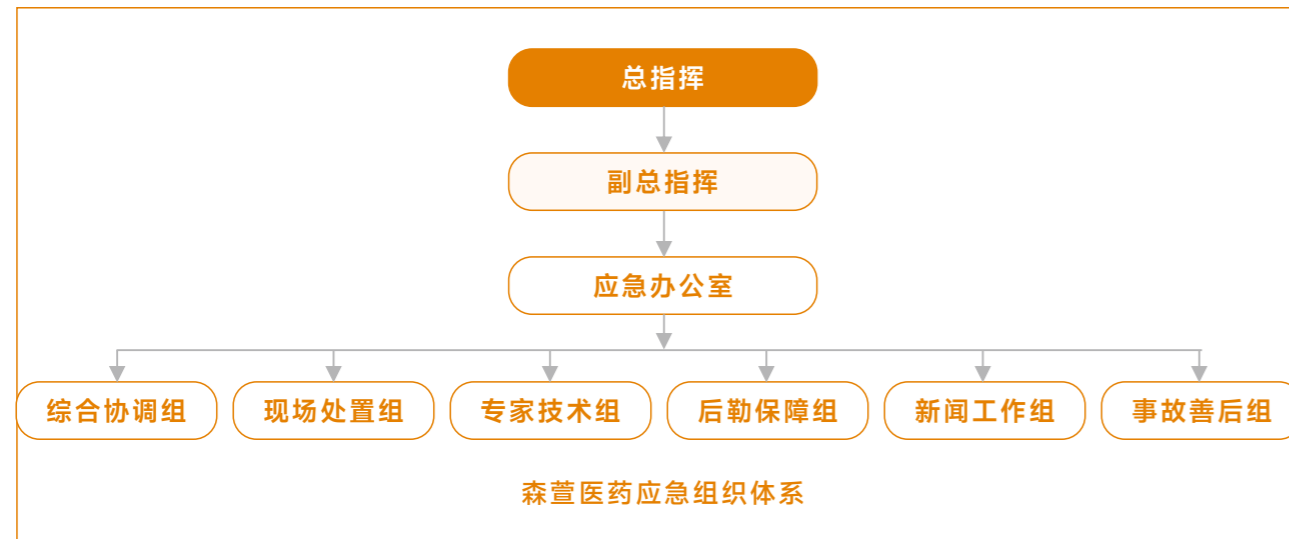 总指挥
副总指挥
应急办公室
综合协调组
现场处置组
专家技术组
后勤保障组
新闻工作组
事故善后组
森萱医药应急组织体系